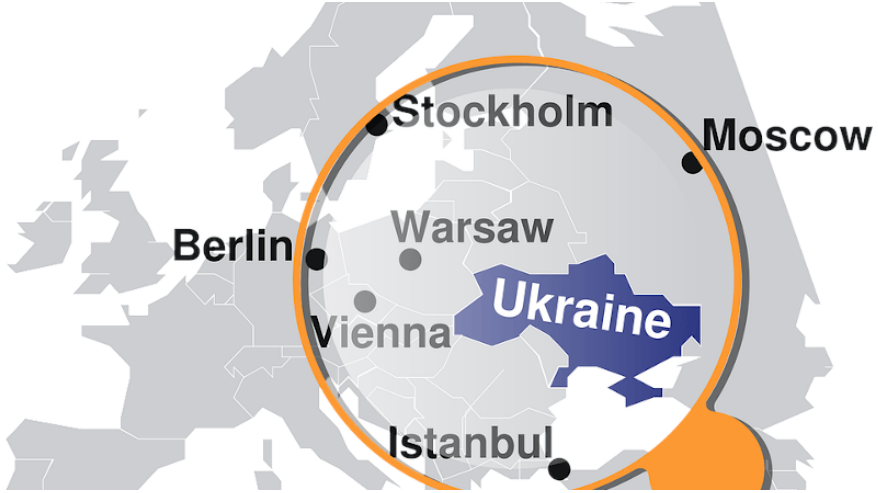 Stockholm
Moscow
Warsaw
Berlin
Ukraine
Vienna
Istanbul